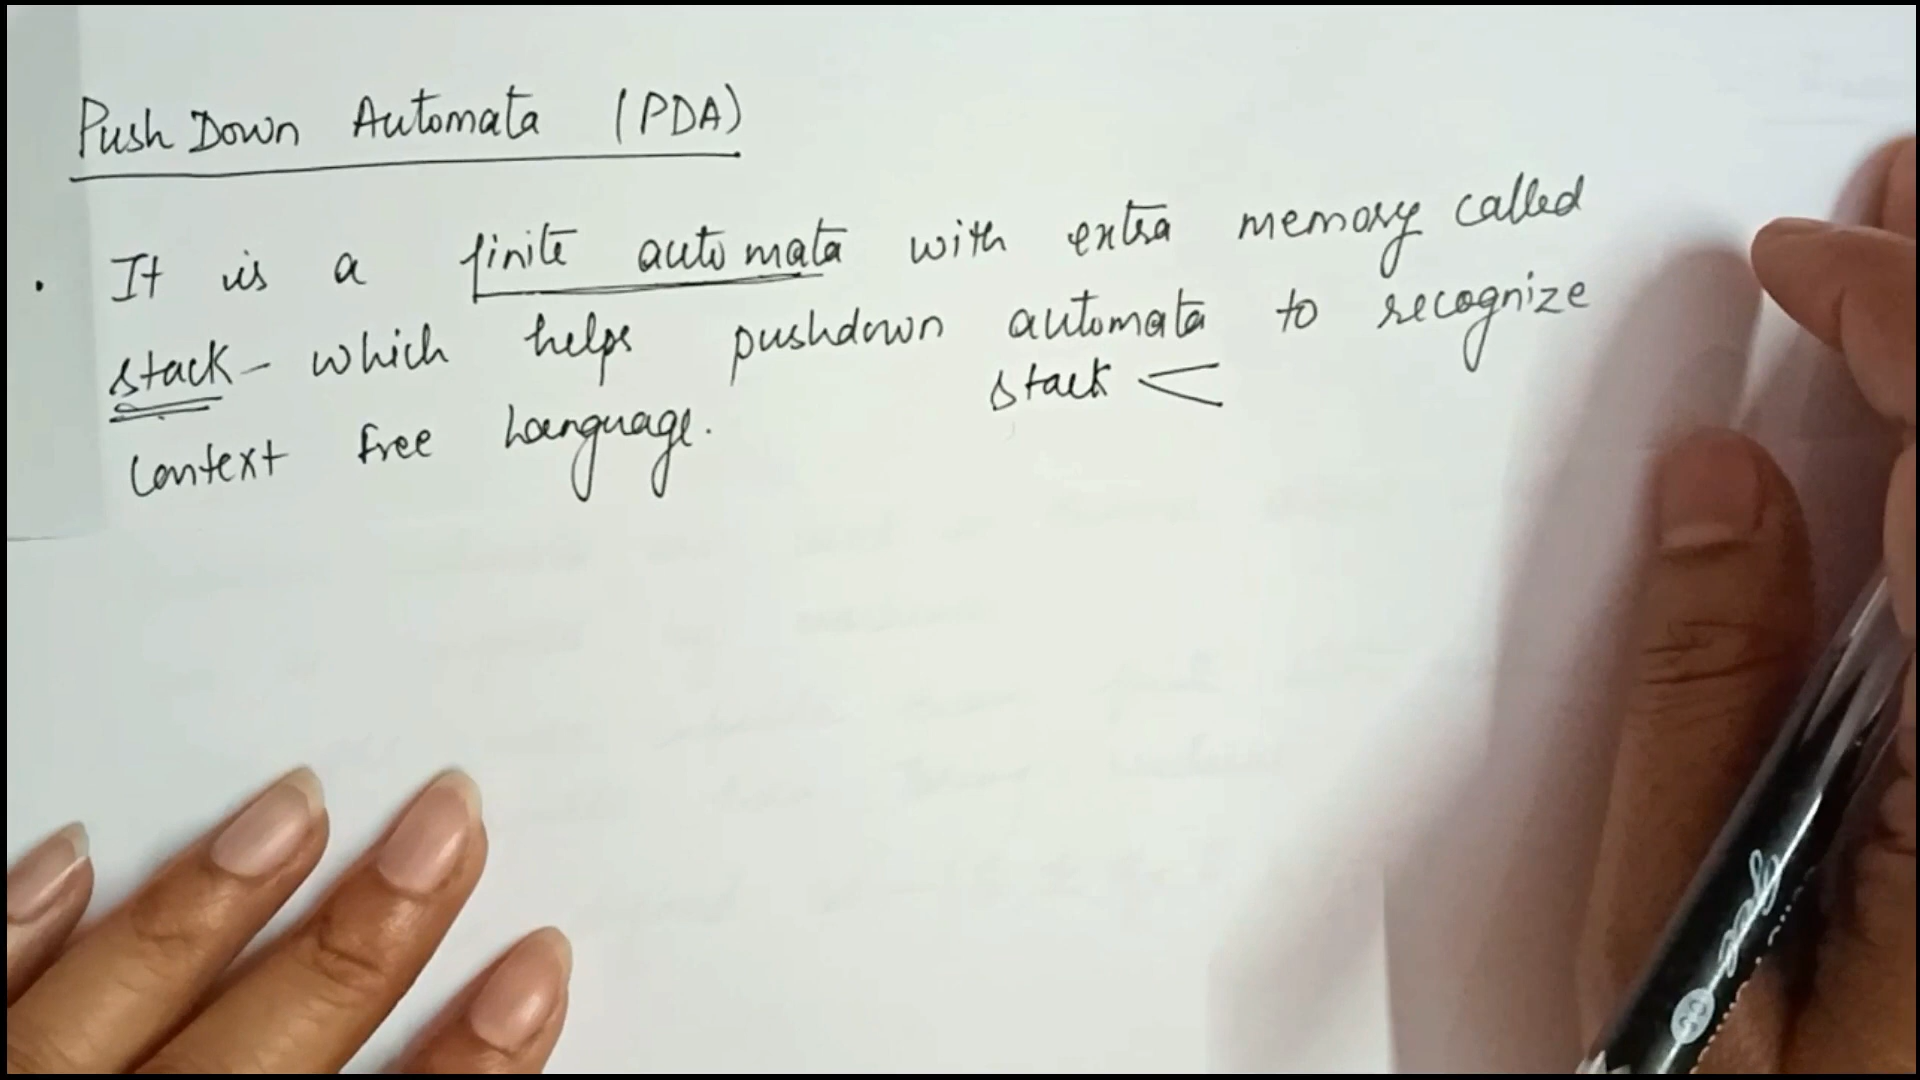 Push Down Automata (PDA)
. It is a finite automata with extra memory called
stack - which helps pushdown automata to recognize
stack <
Context free Language.